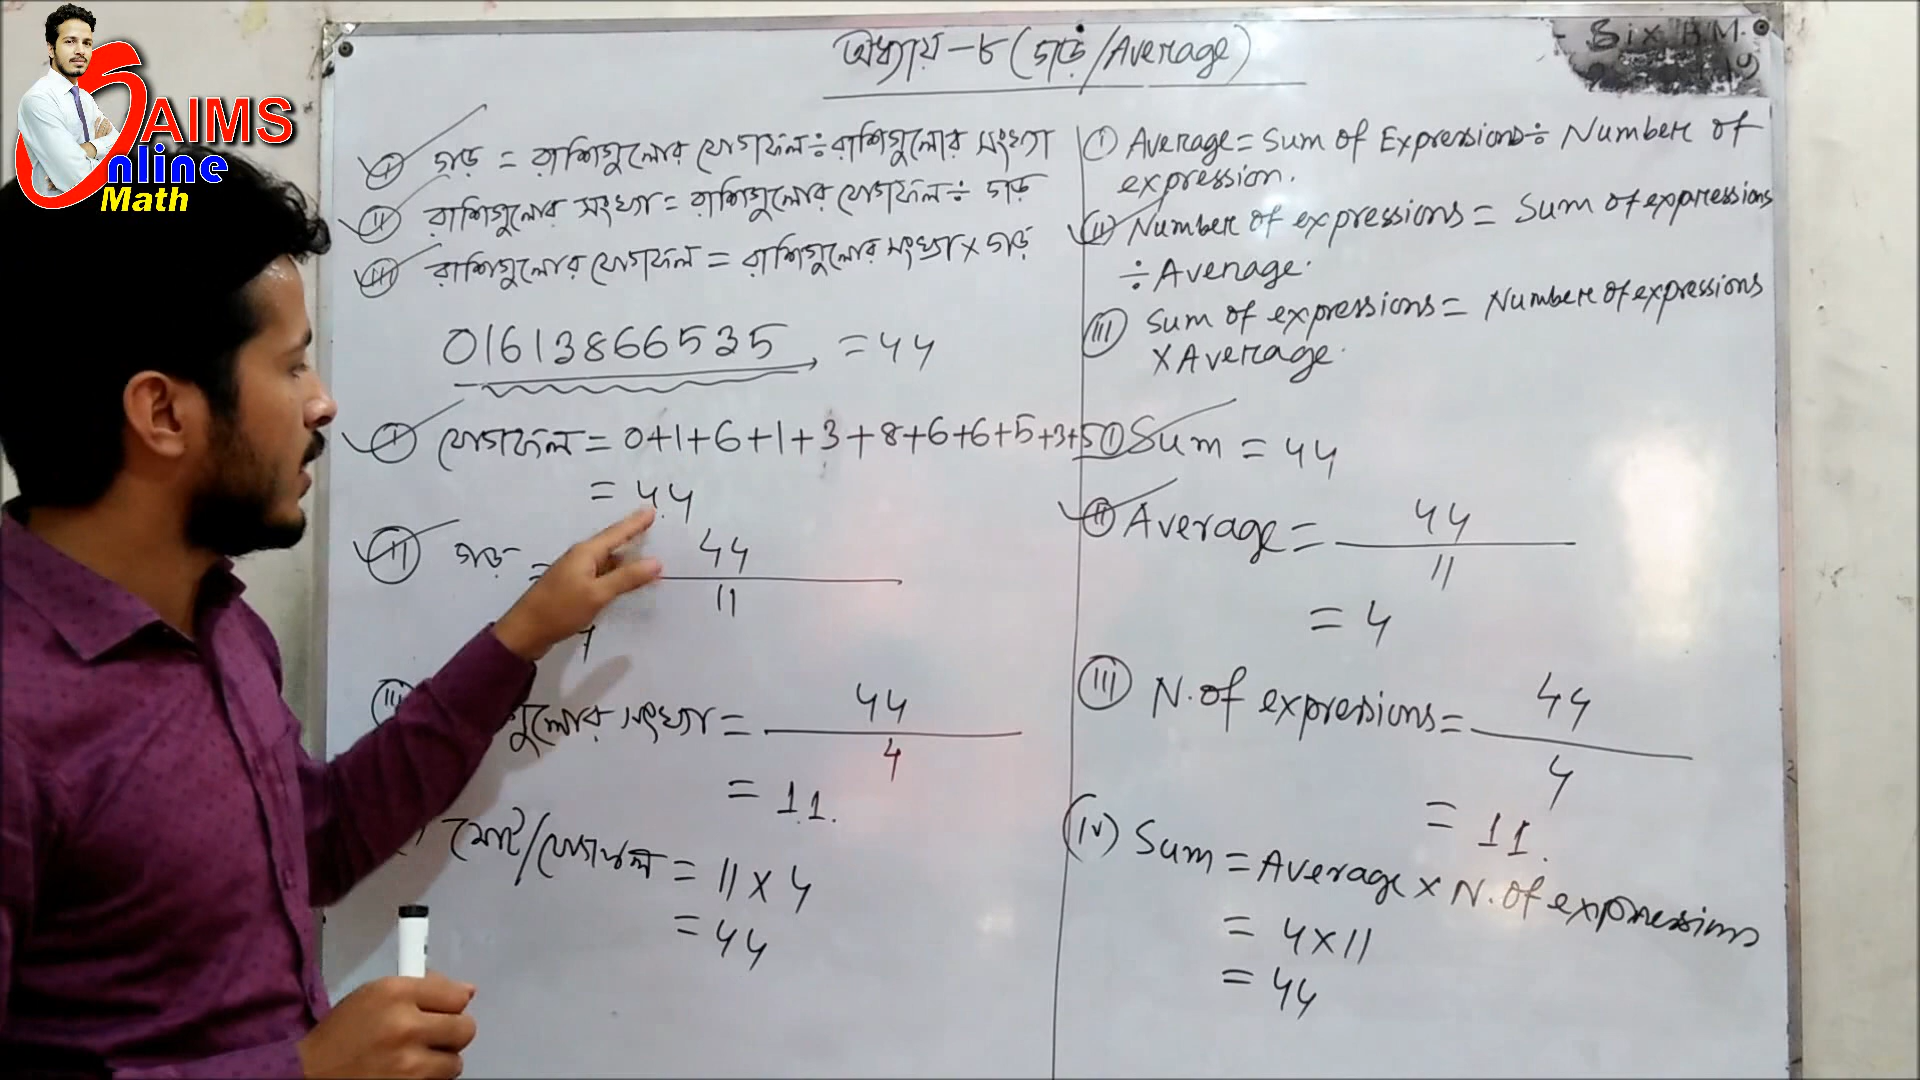 SAIMS
Online
Math
অধ্যায় - ৮ (গড়/Average)
Six B.M.
(i) গড় = রাশিগুলোর যোগফল ÷ রাশিগুলোর সংখ্যা
(ii) রাশিগুলোর সংখ্যা = রাশিগুলোর যোগফল ÷ গড়
(iii) রাশিগুলোর যোগফল = রাশিগুলোর সংখ্যা × গড়
01613866535 = 44
(i) যোগফল = 0+1+6+1+3+8+6+6+5+3+5
= 44
(ii) গড় = 44
11
(iii) গুলোর সংখ্যা = 44
4
= 11.
মোট/যোগফল = 11 × 4
= 44
(i) Average = Sum of Expressions ÷ Number of
expression.
(ii) Number of expressions = Sum of expressions
÷ Average.
(iii) Sum of expressions = Number of expressions
× Average.
(i) Sum = 44
(ii) Average = 44
11
= 4
(iii) N. of expressions = 44
4
= 11.
(iv) Sum = Average × N. of expressions
= 4 × 11
= 44